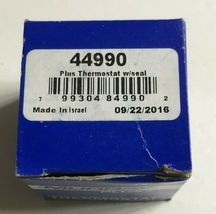 44990
Plus Thermostat w/seal
7 99304 84990 2
Made In Israel 09/22/2016